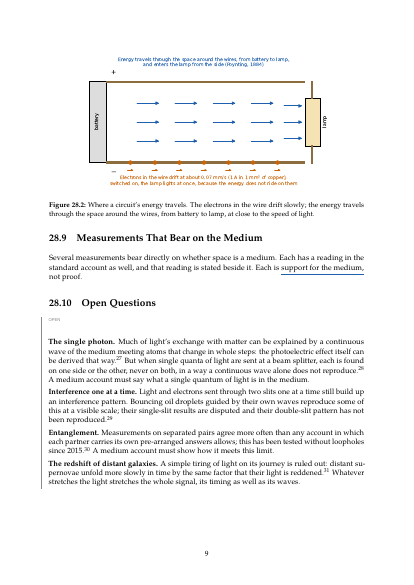 Energy travels through the space around the wires, from battery to lamp,
and enters the lamp from the side (Poynting, 1884)
+
battery
lamp
−
Electrons in the wire drift at about 0.07 mm/s (1 A in 1 mm² of copper)
switched on, the lamp lights at once, because the energy does not ride on them
Figure 28.2: Where a circuit's energy travels. The electrons in the wire drift slowly; the energy travels
through the space around the wires, from battery to lamp, at close to the speed of light.
28.9 Measurements That Bear on the Medium
Several measurements bear directly on whether space is a medium. Each has a reading in the
standard account as well, and that reading is stated beside it. Each is support for the medium,
not proof.
28.10 Open Questions
OPEN
The single photon. Much of light's exchange with matter can be explained by a continuous
wave of the medium meeting atoms that change in whole steps: the photoelectric effect itself can
be derived that way.27 But when single quanta of light are sent at a beam splitter, each is found
on one side or the other, never on both, in a way a continuous wave alone does not reproduce.28
A medium account must say what a single quantum of light is in the medium.
Interference one at a time. Light and electrons sent through two slits one at a time still build up
an interference pattern. Bouncing oil droplets guided by their own waves reproduce some of
this at a visible scale; their single-slit results are disputed and their double-slit pattern has not
been reproduced.29
Entanglement. Measurements on separated pairs agree more often than any account in which
each partner carries its own pre-arranged answers allows; this has been tested without loopholes
since 2015.30 A medium account must show how it meets this limit.
The redshift of distant galaxies. A simple tiring of light on its journey is ruled out: distant su-
pernovae unfold more slowly in time by the same factor that their light is reddened.31 Whatever
stretches the light stretches the whole signal, its timing as well as its waves.
9